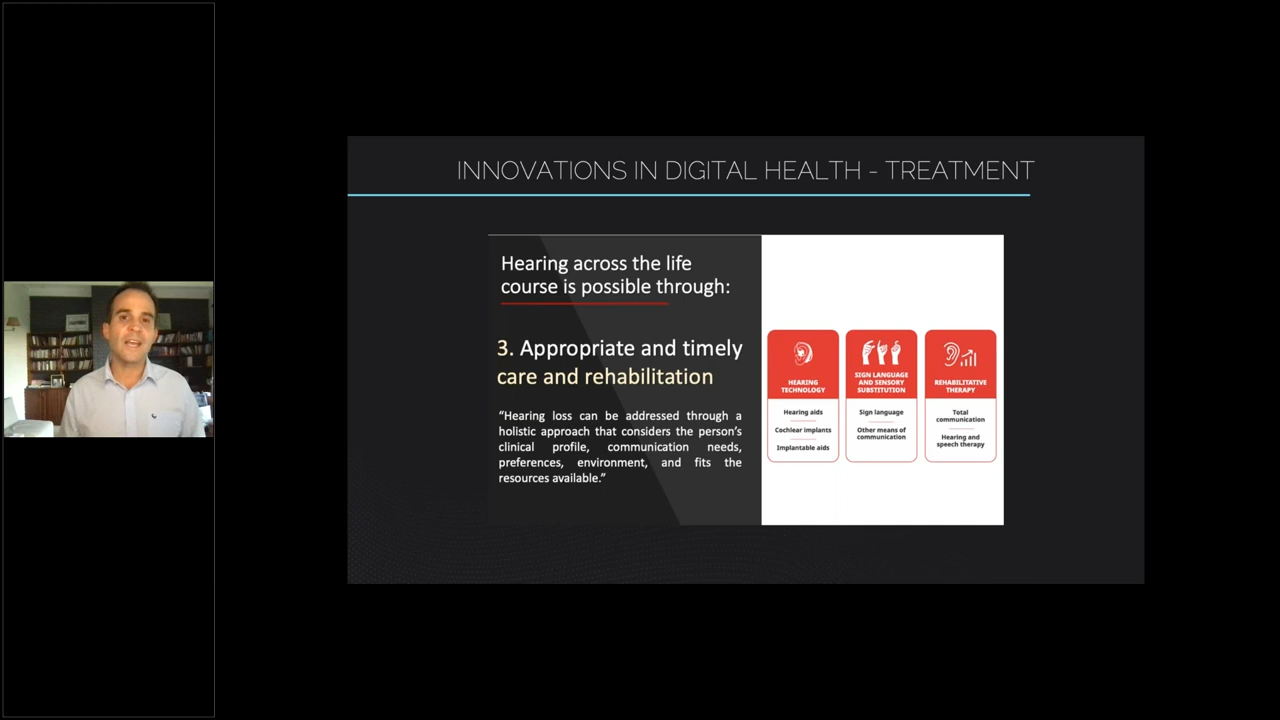 INNOVATIONS IN DIGITAL HEALTH - TREATMENT
Hearing across the life
course is possible through:
3. Appropriate and timely
care and rehabilitation
“Hearing loss can be addressed through a
holistic approach that considers the person’s
clinical profile, communication needs,
preferences, environment, and fits the
resources available.”
HEARING
TECHNOLOGY
Hearing aids
Cochlear implants
Implantable aids
SIGN LANGUAGE
AND SENSORY
SUBSTITUTION
Sign language
Other means of
communication
REHABILITATIVE
THERAPY
Total
communication
Hearing and
speech therapy